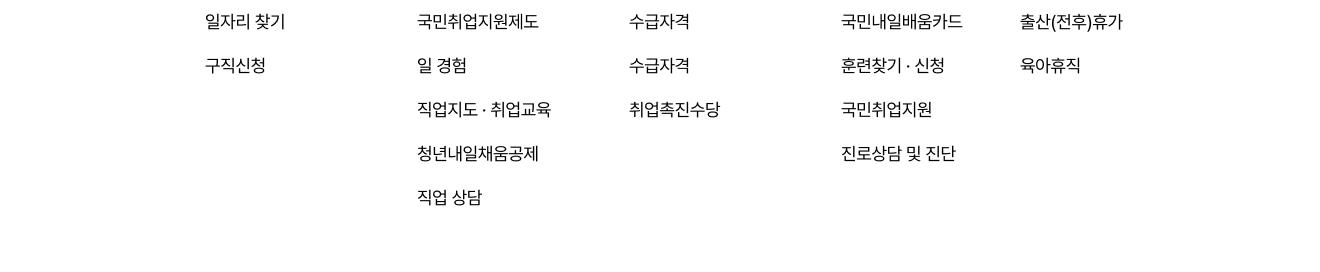 일자리 찾기 국민취업지원제도 수급자격 국민내일배움카드 출산(전후)휴가
구직신청 일 경험 수급자격 훈련찾기 · 신청 육아휴직
직업지도 · 취업교육 취업촉진수당 국민취업지원
청년내일채움공제 진로상담 및 진단
직업 상담